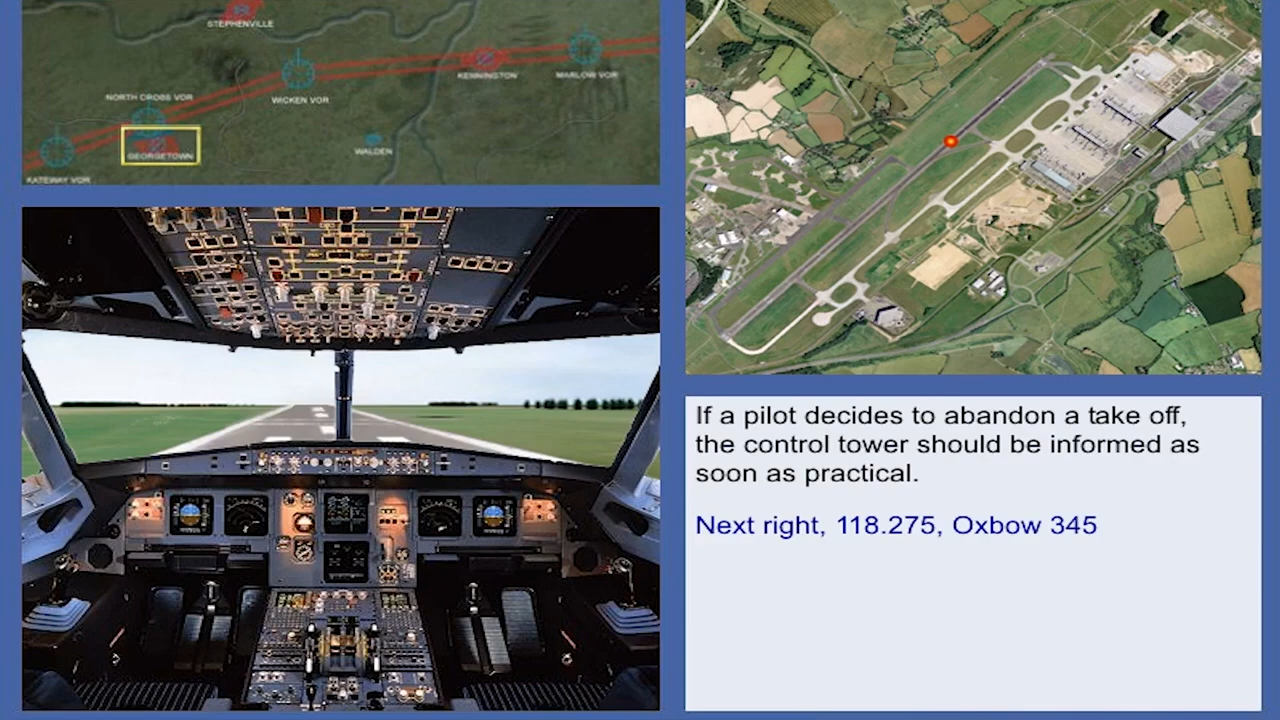 STEPHENVILLE
KENNINGTON
MARLOW VOR
NORTH CROSS VOR
WICKEN VOR
GEORGETOWN
WALDEN
KATEWAY VOR
If a pilot decides to abandon a take off,
the control tower should be informed as
soon as practical.
Next right, 118.275, Oxbow 345